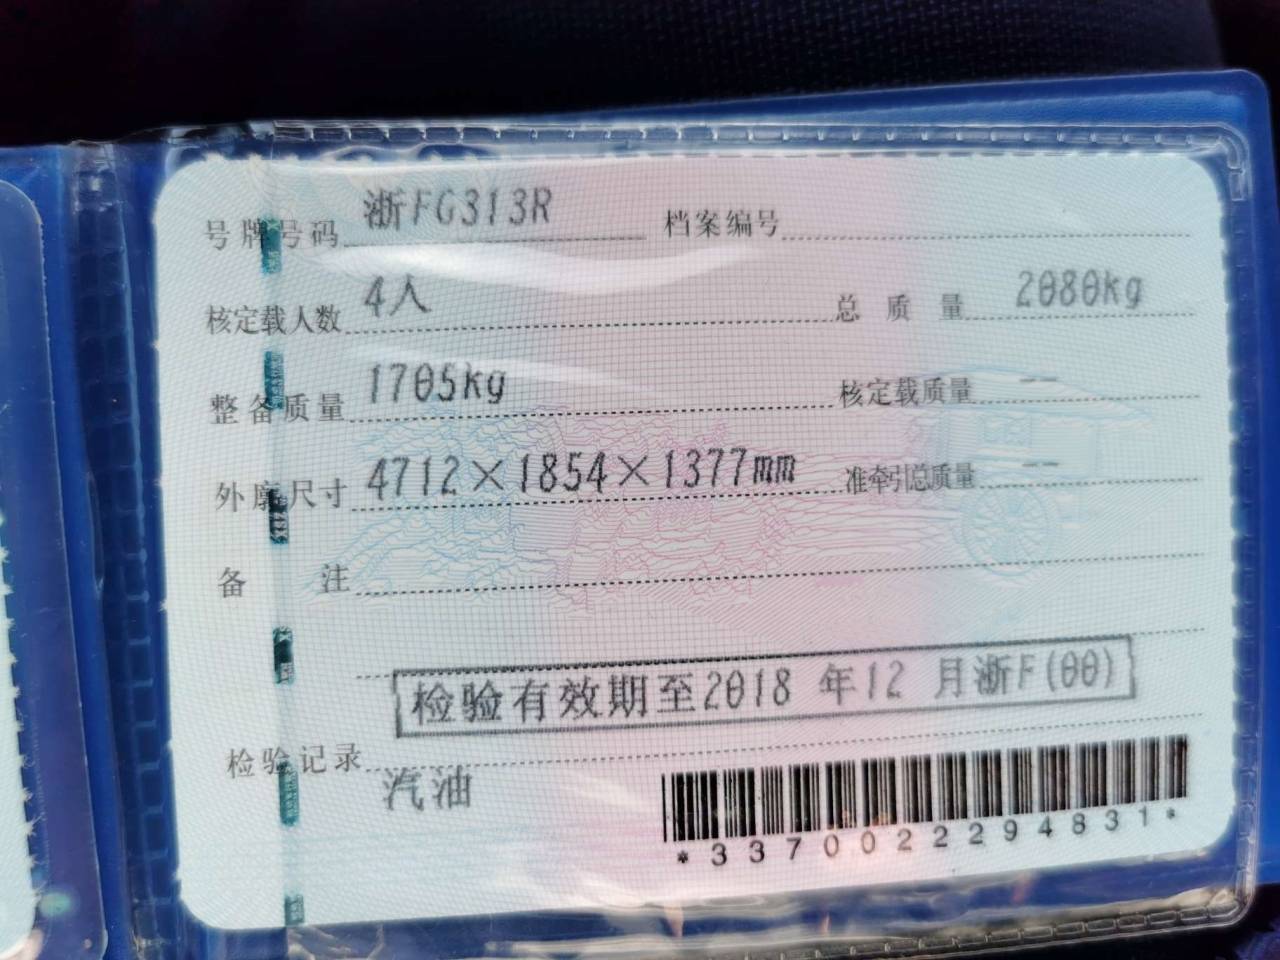 号牌号码 浙FG313R 档案编号
核定载人数 4人 总质量 2080kg
整备质量 1705kg 核定载质量 --
外廓尺寸 4712×1854×1377mm 准牵引总质量 --
备注
检验有效期至2018 年12 月浙F(00)
检验记录
汽油
*3370022294831*